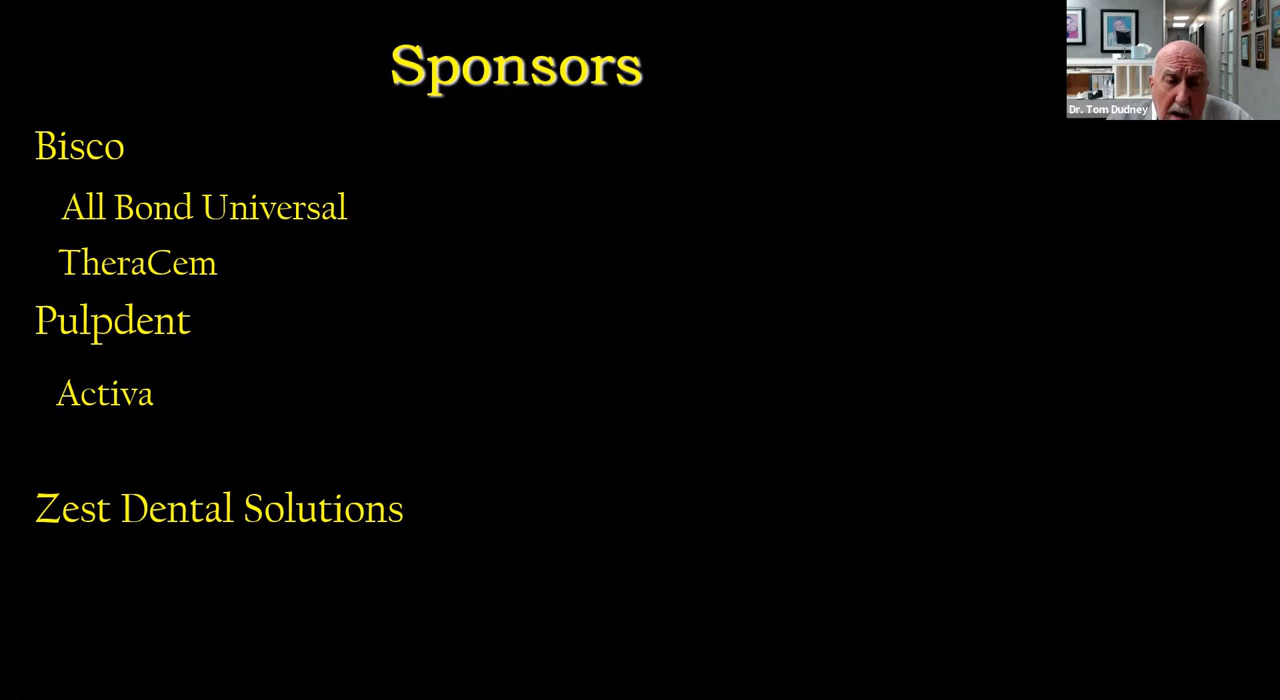 Sponsors
Dr. Tom Dudney
Bisco
All Bond Universal
TheraCem
Pulpdent
Activa
Zest Dental Solutions